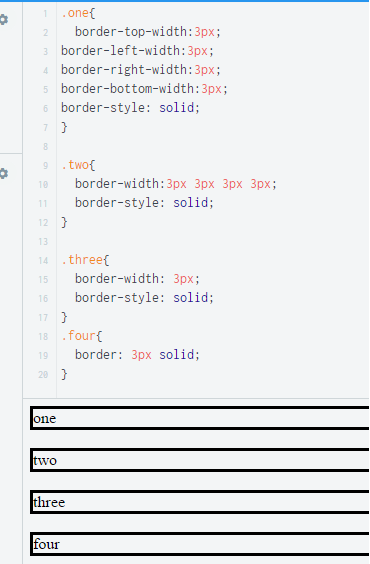 1 .one{
2 border-top-width:3px;
3 border-left-width:3px;
4 border-right-width:3px;
5 border-bottom-width:3px;
6 border-style: solid;
7 }
8
9 .two{
10 border-width:3px 3px 3px 3px;
11 border-style: solid;
12 }
13
14 .three{
15 border-width: 3px;
16 border-style: solid;
17 }
18 .four{
19 border: 3px solid;
20 }
one
two
three
four